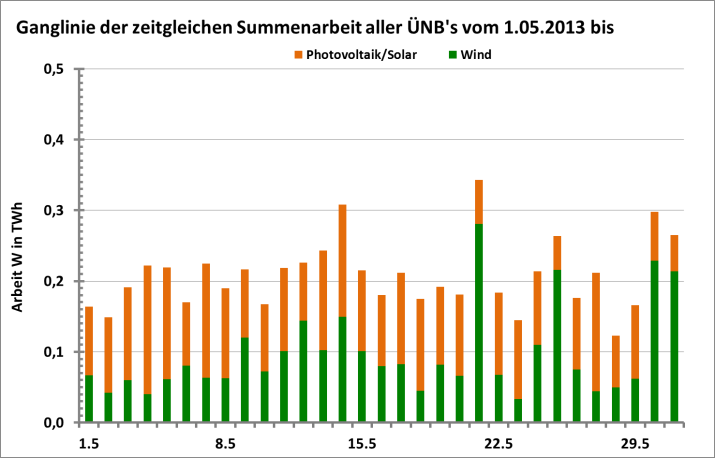 Ganglinie der zeitgleichen Summenarbeit aller ÜNB's vom 1.05.2013 bis
Photovoltaik/Solar Wind
0,5
0,4
0,3
0,2
0,1
0,0
Arbeit W in TWh
1.5 8.5 15.5 22.5 29.5